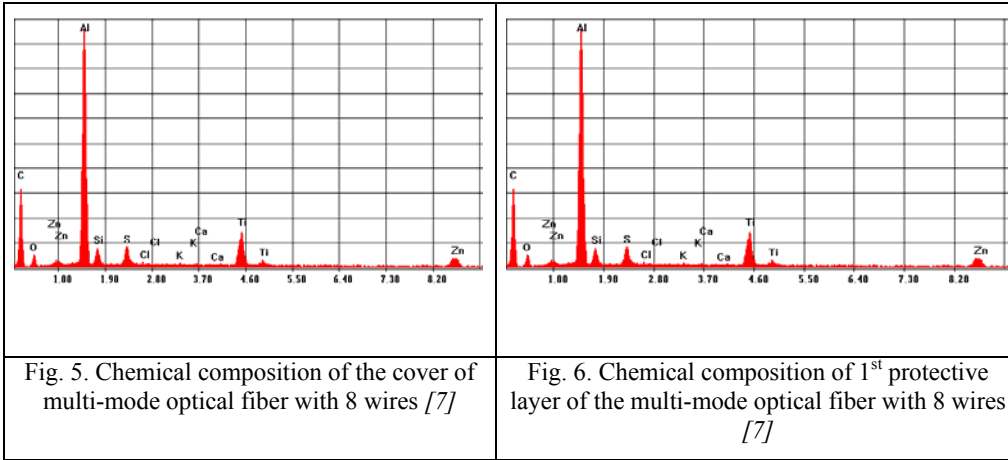 Al
C
Zn
Zn
O
Si
S
Cl
Cl
K
K
Ca
Ca
Ti
Ti
Zn
1.00 1.90 2.80 3.70 4.60 5.50 6.40 7.30 8.20
Fig. 5. Chemical composition of the cover of
multi-mode optical fiber with 8 wires [7]
Al
C
Zn
Zn
O
Si
S
Cl
Cl
K
K
Ca
Ca
Ti
Ti
Zn
1.00 1.90 2.80 3.70 4.60 5.50 6.40 7.30 8.20
Fig. 6. Chemical composition of 1st protective
layer of the multi-mode optical fiber with 8 wires
[7]